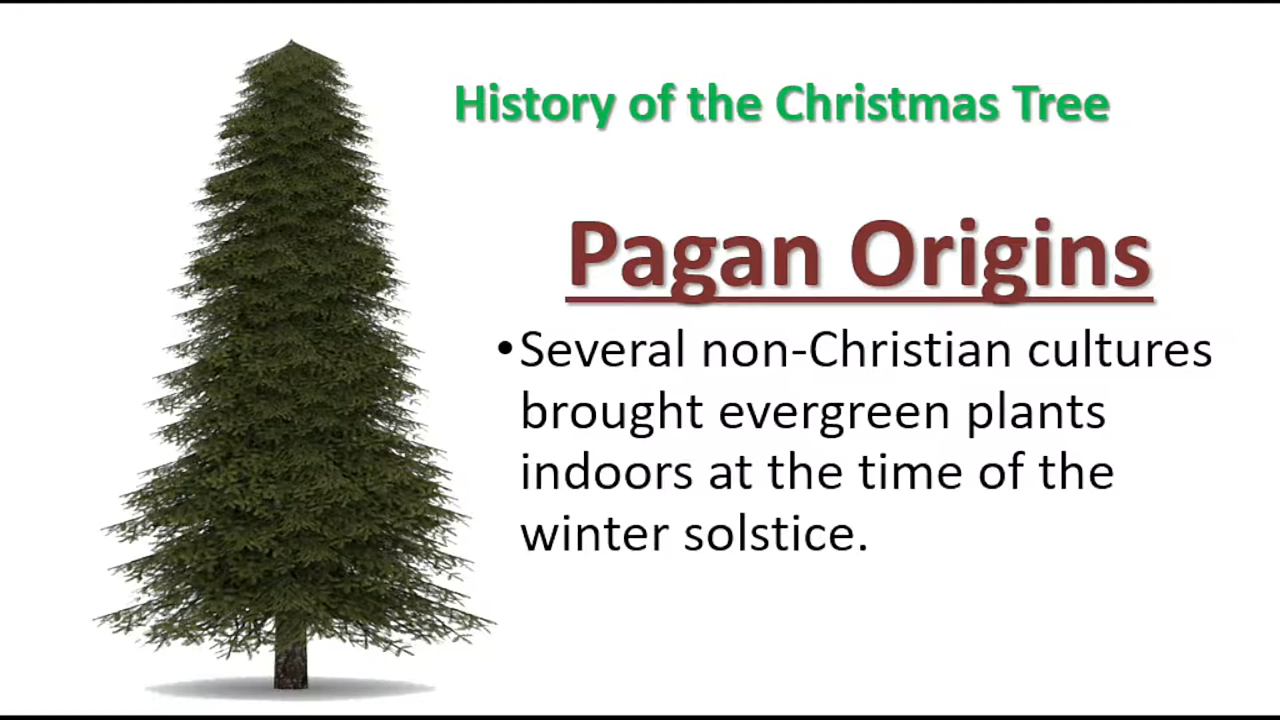 History of the Christmas Tree
Pagan Origins
•Several non-Christian cultures
brought evergreen plants
indoors at the time of the
winter solstice.